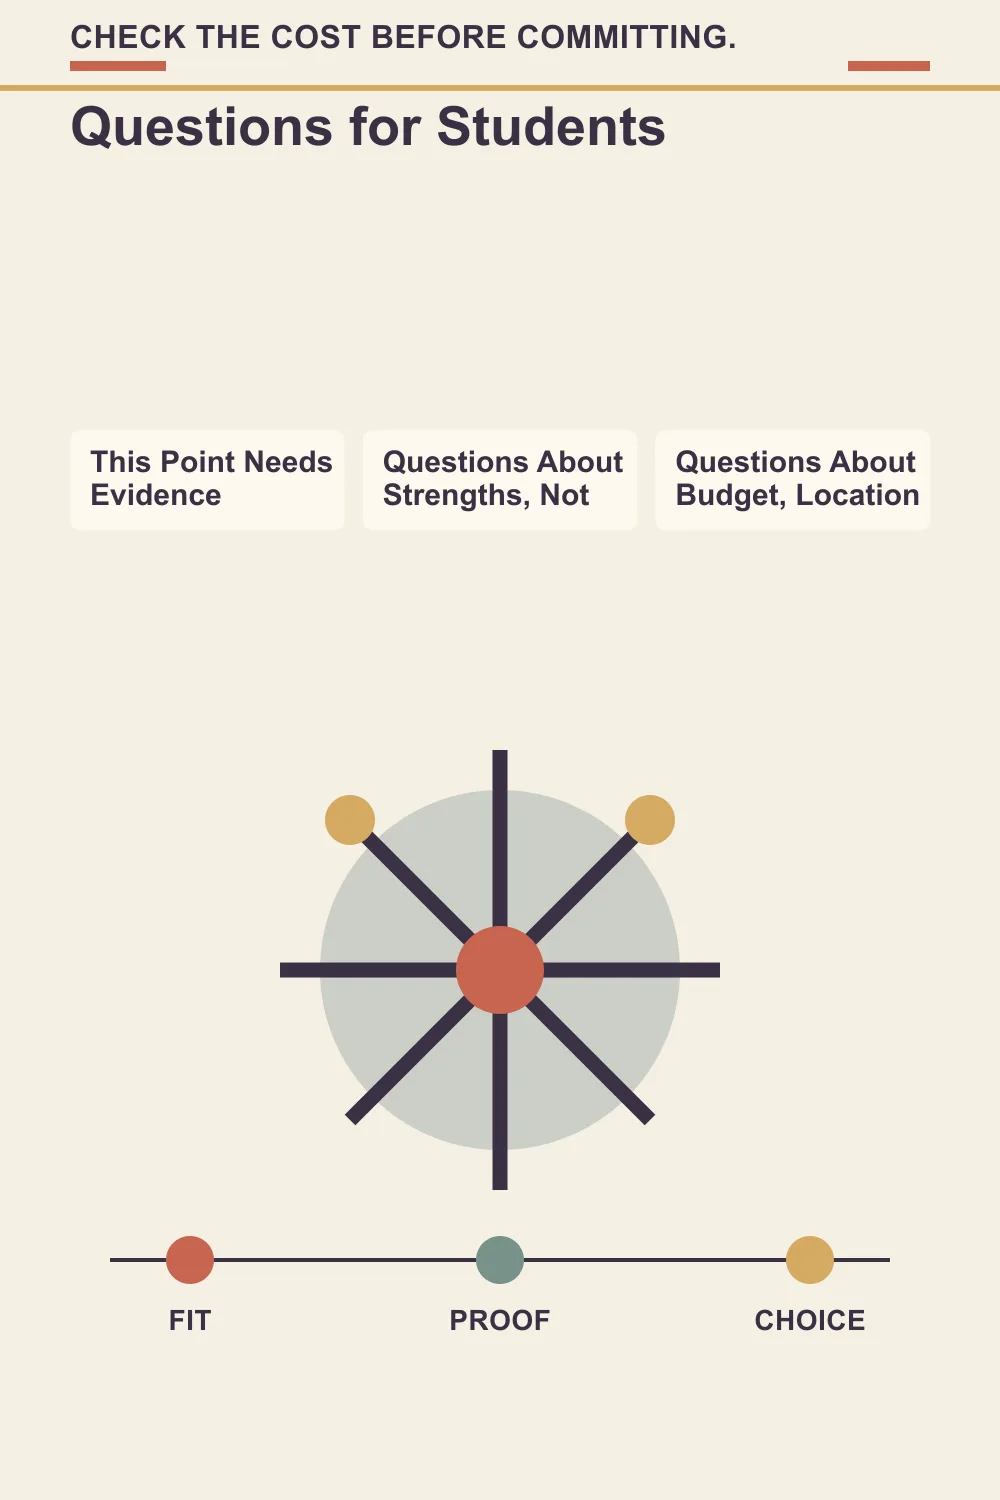 CHECK THE COST BEFORE COMMITTING.
Questions for Students
This Point Needs
Evidence
Questions About
Strengths, Not
Questions About
Budget, Location
FIT
PROOF
CHOICE